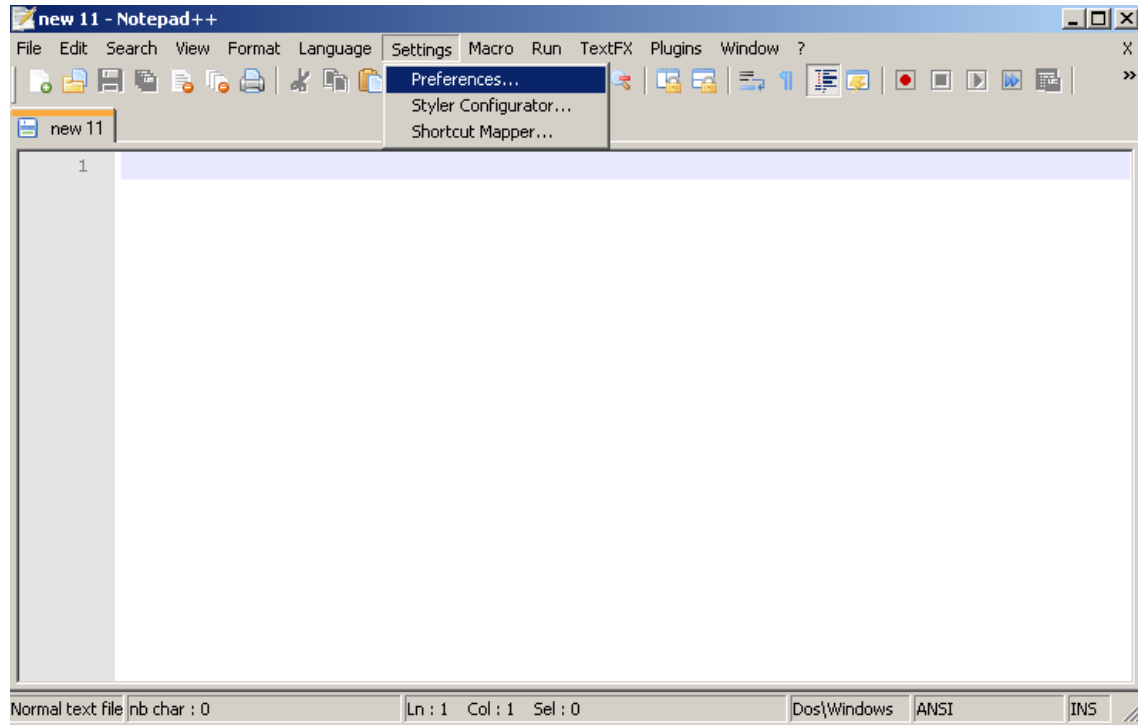 new 11 - Notepad++
File Edit Search View Format Language Settings Macro Run TextFX Plugins Window ? X
Preferences...
Styler Configurator...
Shortcut Mapper...
new 11
1
Normal text file nb char : 0 Ln : 1 Col : 1 Sel : 0 Dos\Windows ANSI INS